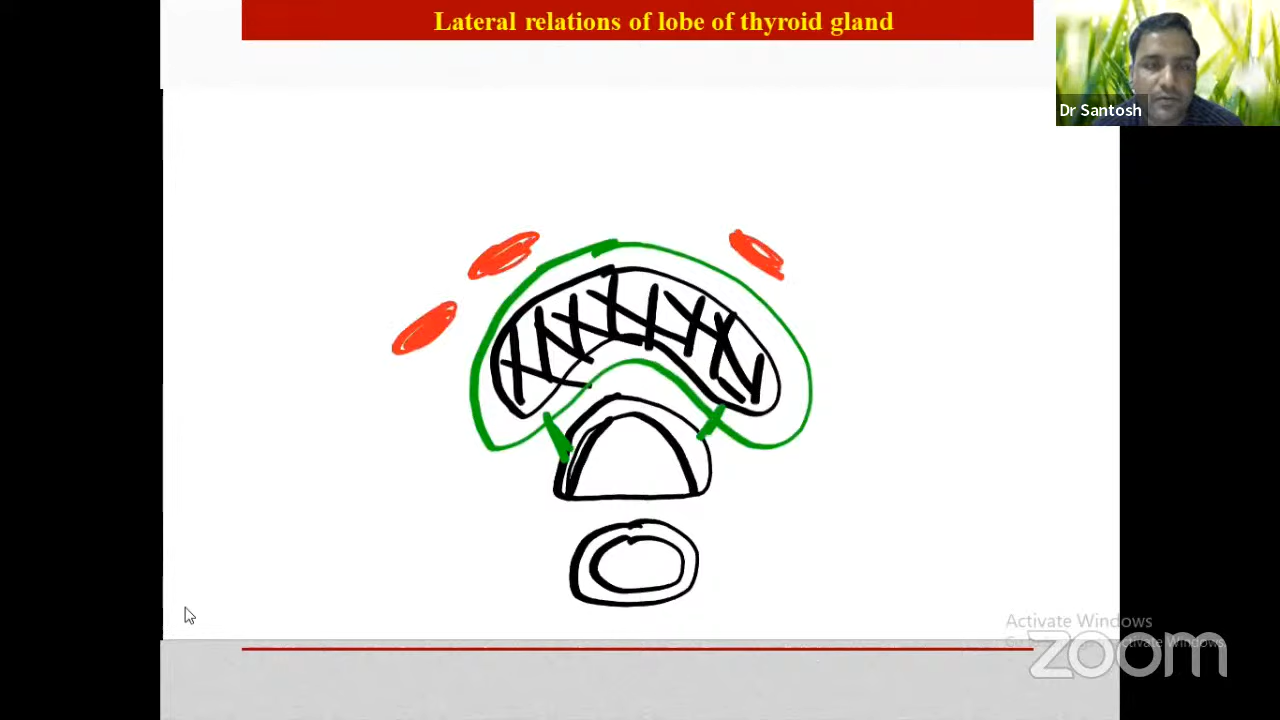 Lateral relations of lobe of thyroid gland
Dr Santosh
Activate Windows
zoom